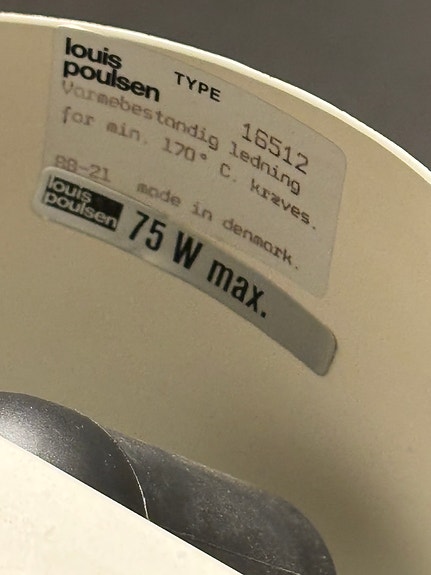 louis
poulsen TYPE 16512
Varmebestandig ledning
for min. 170° C. kræves.
88-21 made in denmark.
louis
poulsen 75 W max.